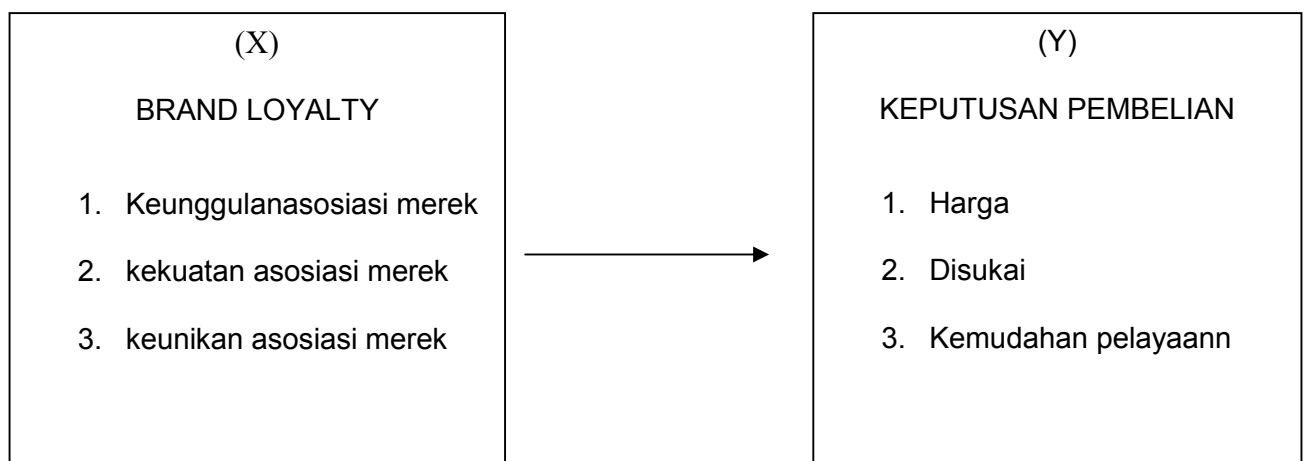 (X)
BRAND LOYALTY
1. Keunggulanasosiasi merek
2. kekuatan asosiasi merek
3. keunikan asosiasi merek
(Y)
KEPUTUSAN PEMBELIAN
1. Harga
2. Disukai
3. Kemudahan pelayaann